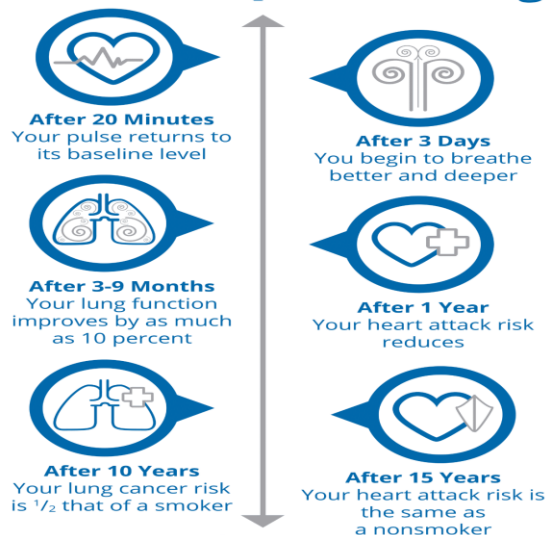 After 20 Minutes
Your pulse returns to
its baseline level
After 3 Days
You begin to breathe
better and deeper
After 3-9 Months
Your lung function
improves by as much
as 10 percent
After 1 Year
Your heart attack risk
reduces
After 10 Years
Your lung cancer risk
is 1/2 that of a smoker
After 15 Years
Your heart attack risk is
the same as
a nonsmoker